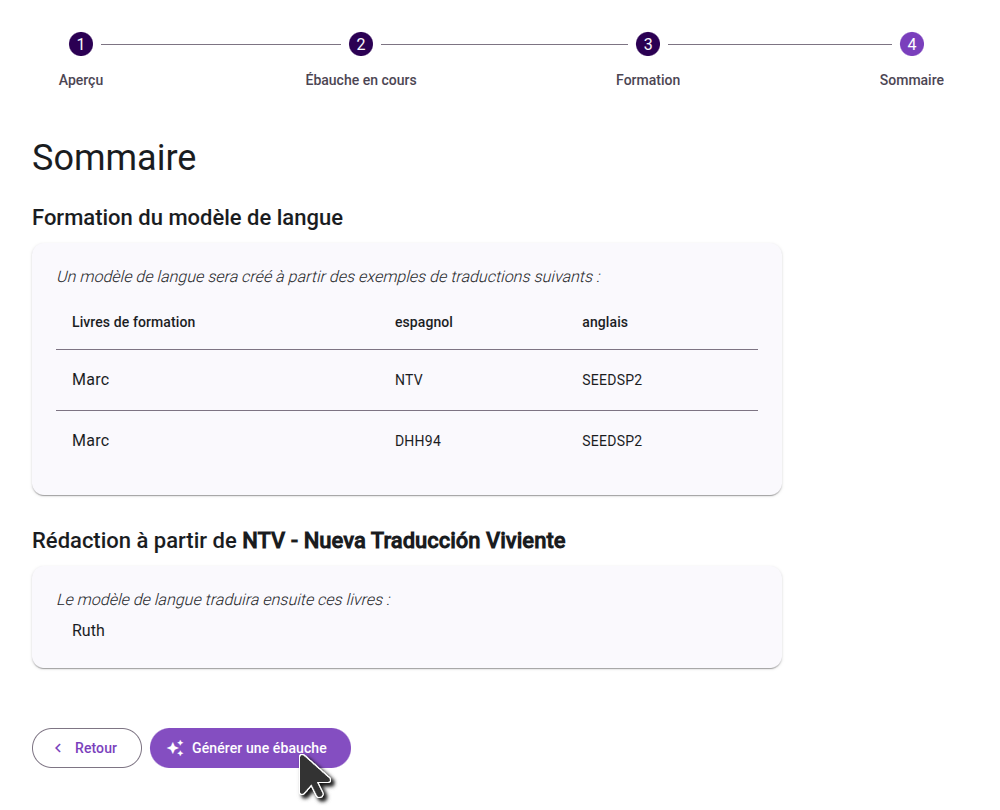 1 2 3 4
Aperçu Ébauche en cours Formation Sommaire
Sommaire
Formation du modèle de langue
Un modèle de langue sera créé à partir des exemples de traductions suivants :
Livres de formation espagnol anglais
Marc NTV SEEDSP2
Marc DHH94 SEEDSP2
Rédaction à partir de NTV - Nueva Traducción Viviente
Le modèle de langue traduira ensuite ces livres :
Ruth
Retour Générer une ébauche